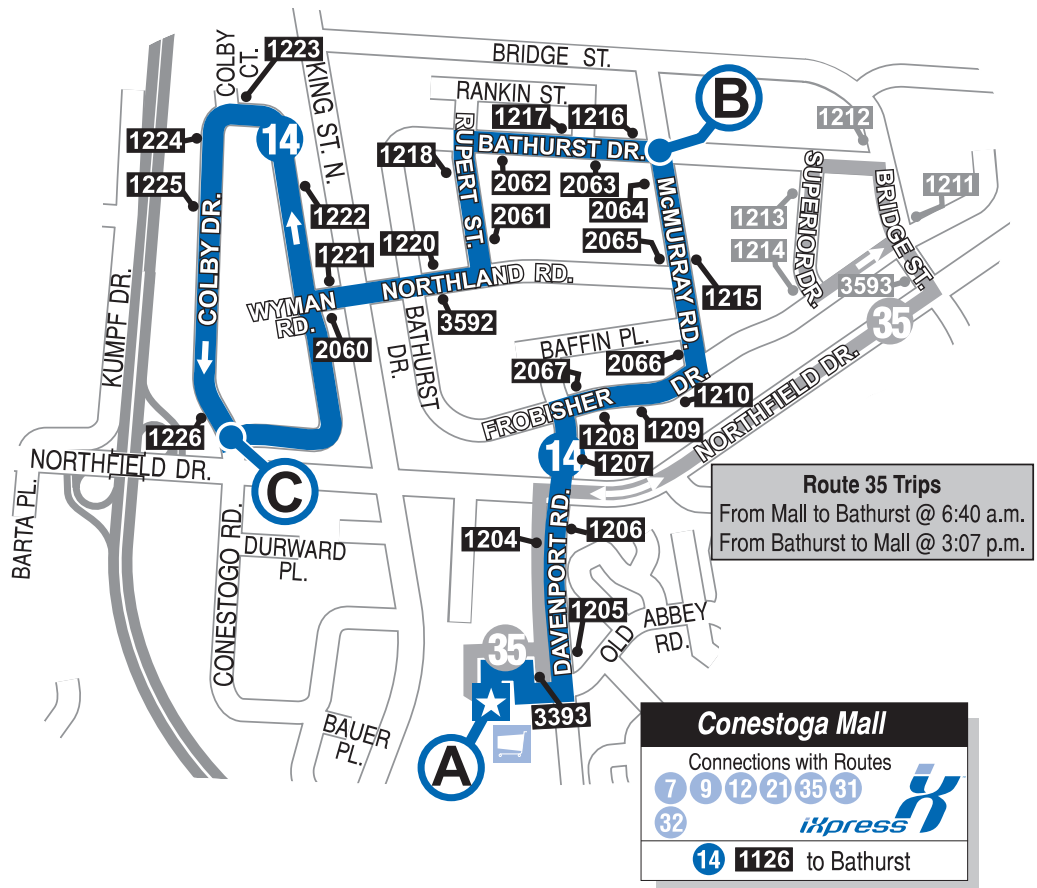 COLBY
CT.
1223
KING ST. N.
BRIDGE ST.
RANKIN ST.
B
1217
1216
1212
1224
14
1218
RUPERT ST.
BATHURST DR.
2062
2063
2064
McMURRAY RD.
SUPERIOR DR.
BRIDGE ST.
1211
1225
COLBY DR.
1222
2061
2065
1213
1214
1221
1220
NORTHLAND RD.
1215
3593
35
WYMAN
RD.
3592
KUMPF DR.
2060
BATHURST
DR.
BAFFIN PL.
2066
2067
FROBISHER
DR.
1210
1209
1208
1207
NORTHFIELD DR.
1226
14
NORTHFIELD DR.
BARTA PL.
C
CONESTOGO RD.
DURWARD
PL.
1204
DAVENPORT RD.
1206
Route 35 Trips
From Mall to Bathurst @ 6:40 a.m.
From Bathurst to Mall @ 3:07 p.m.
1205
OLD ABBEY
RD.
35
3393
BAUER
PL.
A
Conestoga Mall
Connections with Routes
7 9 12 21 35 31
32
iXpress
14 1126 to Bathurst